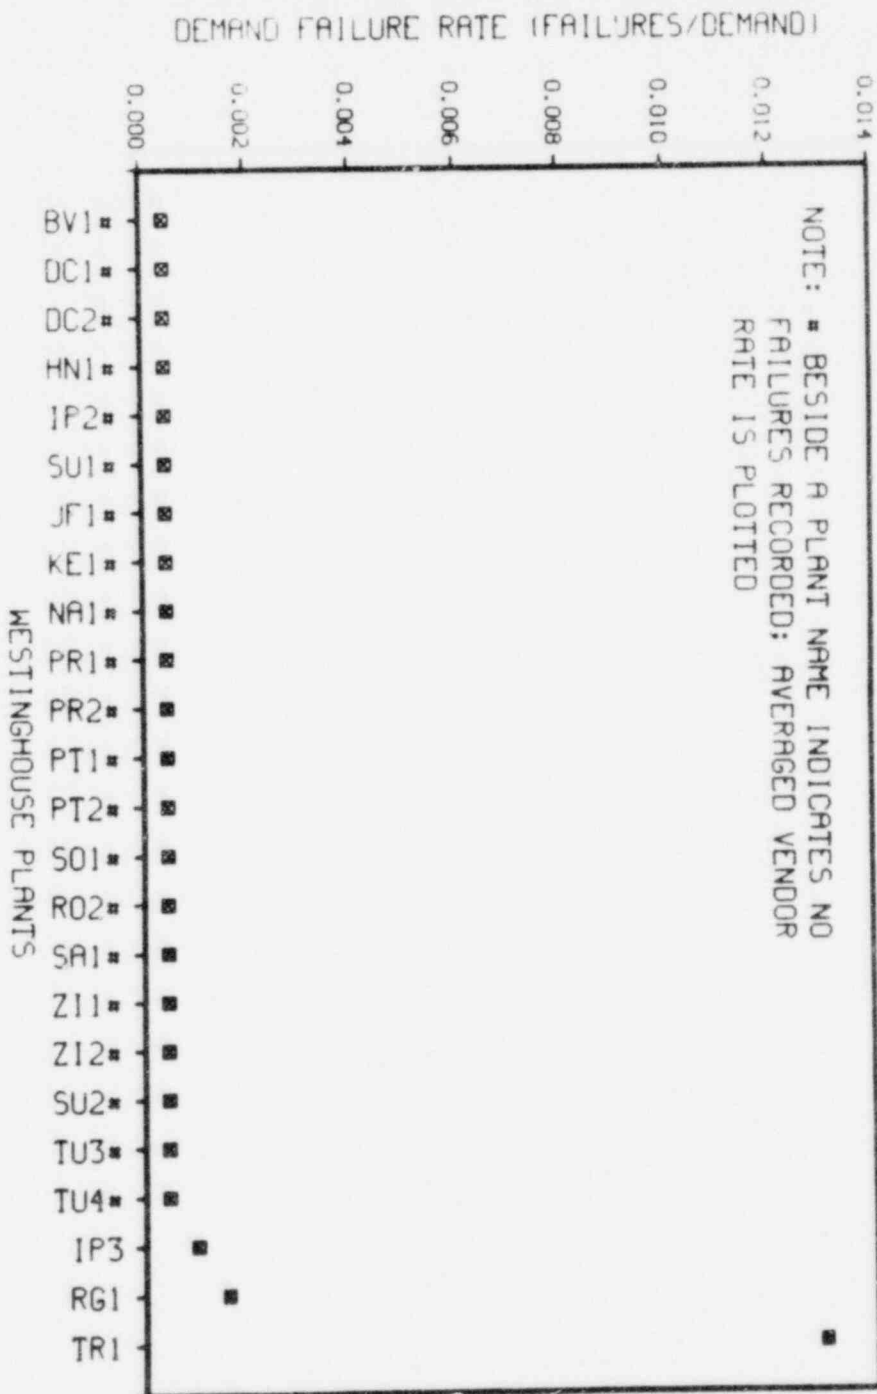 DEMAND FAILURE RATE (FAILURES/DEMAND)
0.000
0.002
0.004
0.006
0.008
0.010
0.012
0.014
NOTE: # BESIDE A PLANT NAME INDICATES NO
FAILURES RECORDED; AVERAGED VENDOR
RATE IS PLOTTED
BV1#
DC1#
DC2#
HN1#
IP2#
SU1#
JF1#
KE1#
NA1#
PR1#
PR2#
PT1#
PT2#
SO1#
RO2#
SA1#
ZI1#
ZI2#
SU2#
TU3#
TU4#
IP3
RG1
TR1
WESTINGHOUSE PLANTS